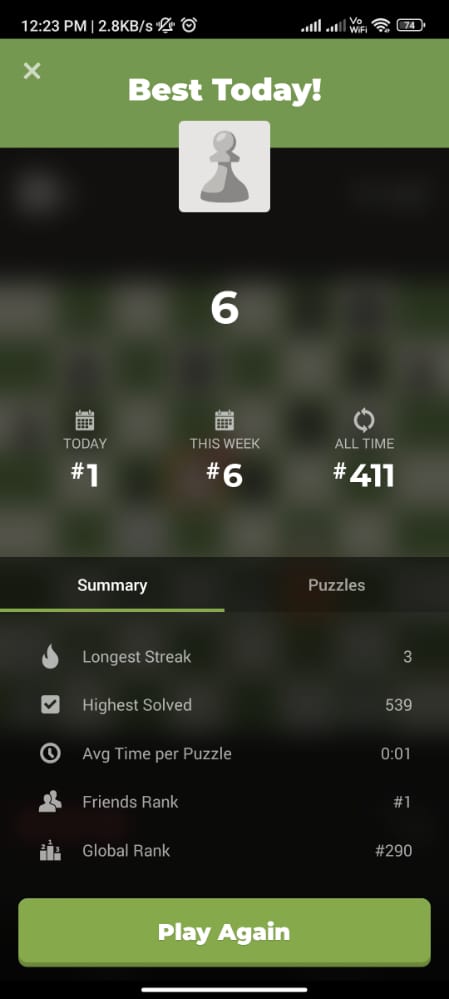 12:23 PM | 2.8KB/s
Vo
WiFi
74
Best Today!
6
TODAY
THIS WEEK
ALL TIME
#1
#6
#411
Summary
Puzzles
Longest Streak
3
Highest Solved
539
Avg Time per Puzzle
0:01
Friends Rank
#1
Global Rank
#290
Play Again